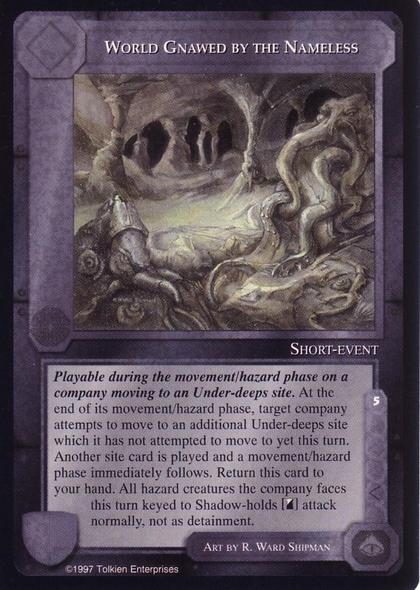 World Gnawed by the Nameless
Short-event
Playable during the movement/hazard phase on a
company moving to an Under-deeps site. At the
end of its movement/hazard phase, target company
attempts to move to an additional Under-deeps site
which it has not attempted to move to yet this turn.
Another site card is played and a movement/hazard
phase immediately follows. Return this card to
your hand. All hazard creatures the company faces
this turn keyed to Shadow-holds [] attack
normally, not as detainment.
5
Art by R. Ward Shipman
©1997 Tolkien Enterprises